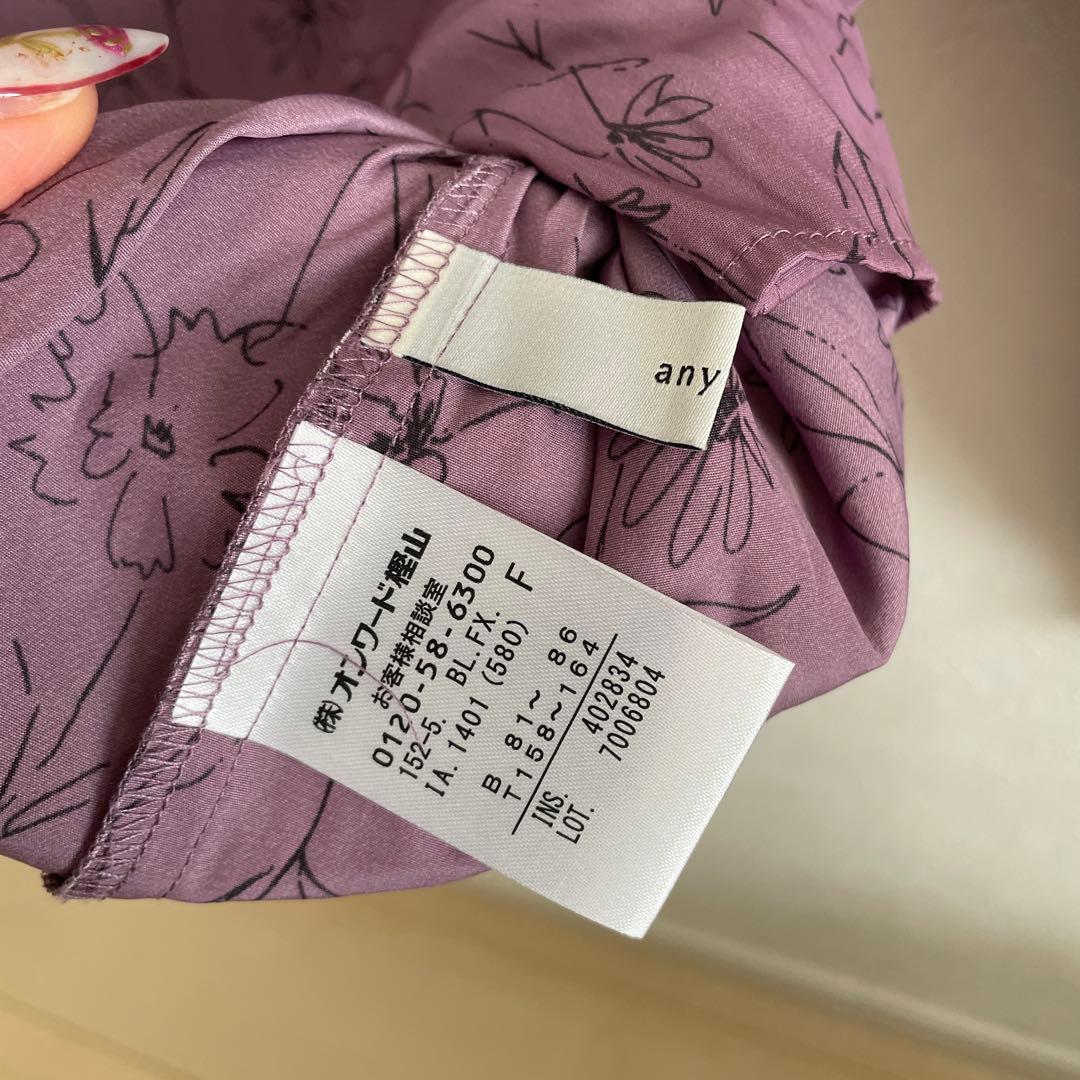 any
(株)オンワード樫山
お客様相談室
0120-58-6300
152-5. BL.FX. F
IA.1401 (580)
B 81~ 86
T158~164
INS. 402834
LOT. 7006804